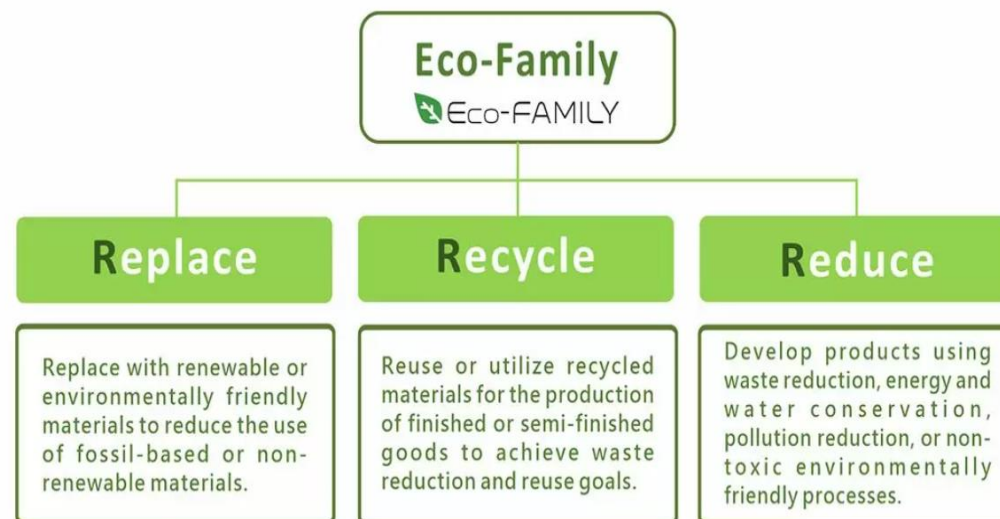 Eco-Family
Eco-FAMILY
Replace
Recycle
Reduce
Replace with renewable or
environmentally friendly
materials to reduce the use
of fossil-based or non-
renewable materials.
Reuse or utilize recycled
materials for the production
of finished or semi-finished
goods to achieve waste
reduction and reuse goals.
Develop products using
waste reduction, energy and
water conservation,
pollution reduction, or non-
toxic environmentally
friendly processes.